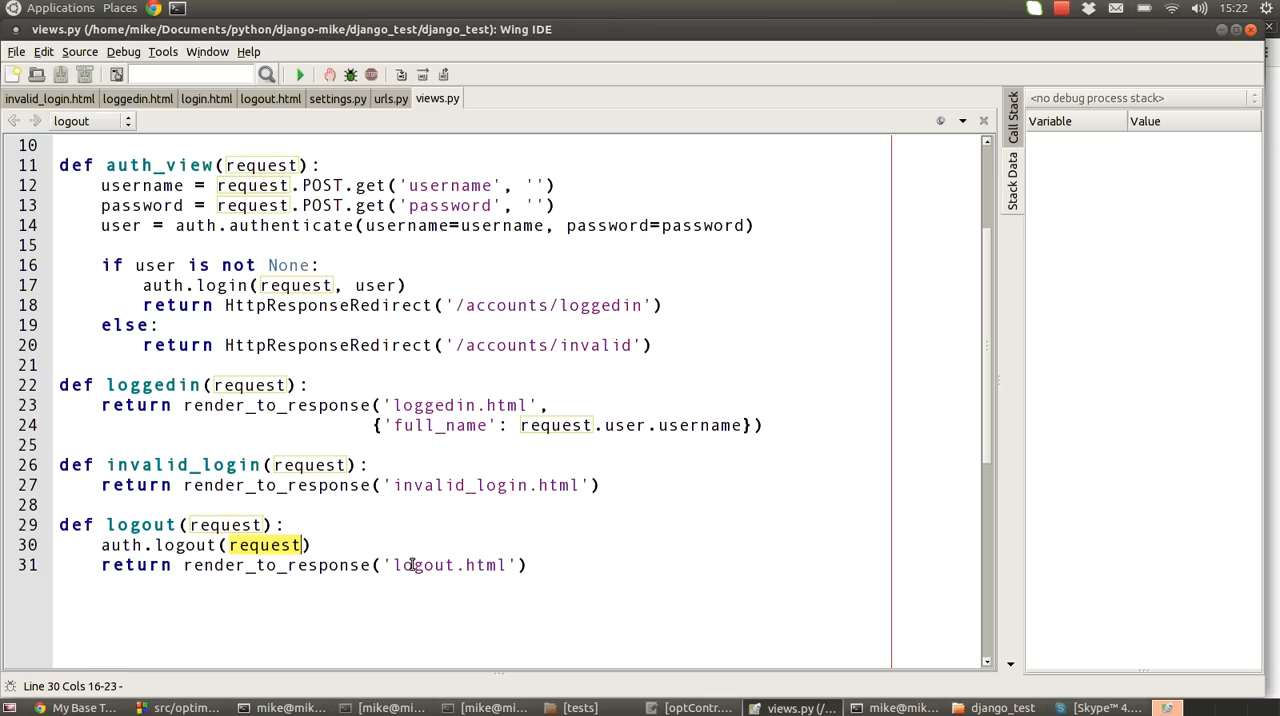 Applications Places 15:22
views.py (/home/mike/Documents/python/django-mike/django_test/django_test): Wing IDE
File Edit Source Debug Tools Window Help
invalid_login.html loggedin.html login.html logout.html settings.py urls.py views.py
<no debug process stack>
logout
Variable Value
Call Stack
Stack Data
10
11 def auth_view(request):
12 username = request.POST.get('username', '')
13 password = request.POST.get('password', '')
14 user = auth.authenticate(username=username, password=password)
15
16 if user is not None:
17 auth.login(request, user)
18 return HttpResponseRedirect('/accounts/loggedin')
19 else:
20 return HttpResponseRedirect('/accounts/invalid')
21
22 def loggedin(request):
23 return render_to_response('loggedin.html',
24 {'full_name': request.user.username})
25
26 def invalid_login(request):
27 return render_to_response('invalid_login.html')
28
29 def logout(request):
30 auth.logout(request)
31 return render_to_response('logout.html')
Line 30 Cols 16-23 -
My Base T... src/optim... mike@mik... [mike@mi... [mike@mi... [tests] [optContr... views.py (/... mike@mi... django_test [Skype™ 4....